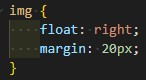 img {
    float: right;
    margin: 20px;
}